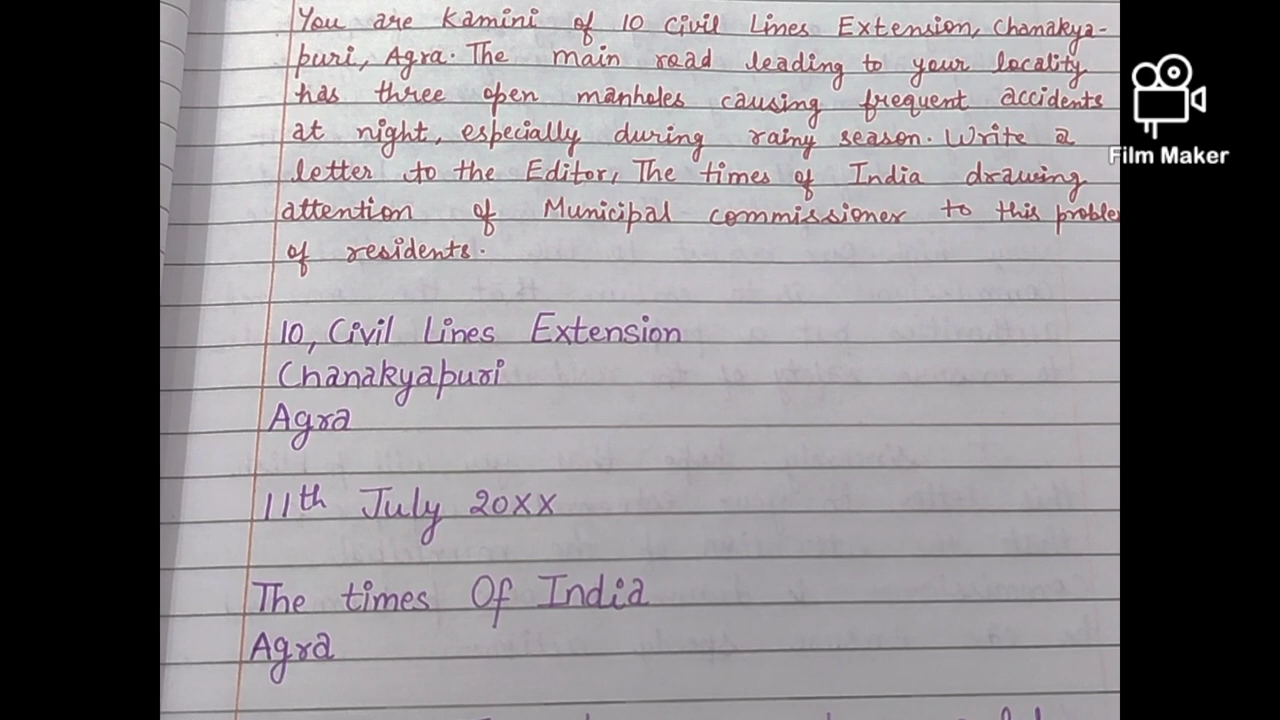 You are Kamini of 10 Civil Lines Extension, Chanakya-
puri, Agra. The main road leading to your locality
has three open manholes causing frequent accidents
at night, especially during rainy season. Write a
letter to the Editor, The times of India drawing
attention of Municipal commissioner to this proble
of residents.
10, Civil Lines Extension
Chanakyapuri
Agra
11th July 20XX
The times Of India
Agra
Film Maker